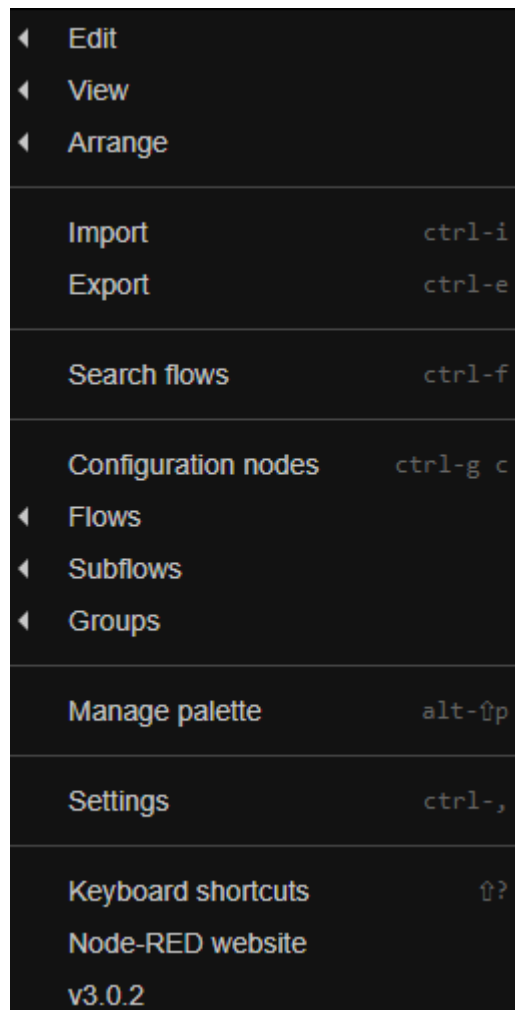 Edit
View
Arrange
Import ctrl-i
Export ctrl-e
Search flows ctrl-f
Configuration nodes ctrl-g c
Flows
Subflows
Groups
Manage palette alt-⇧p
Settings ctrl-,
Keyboard shortcuts ⇧?
Node-RED website
v3.0.2